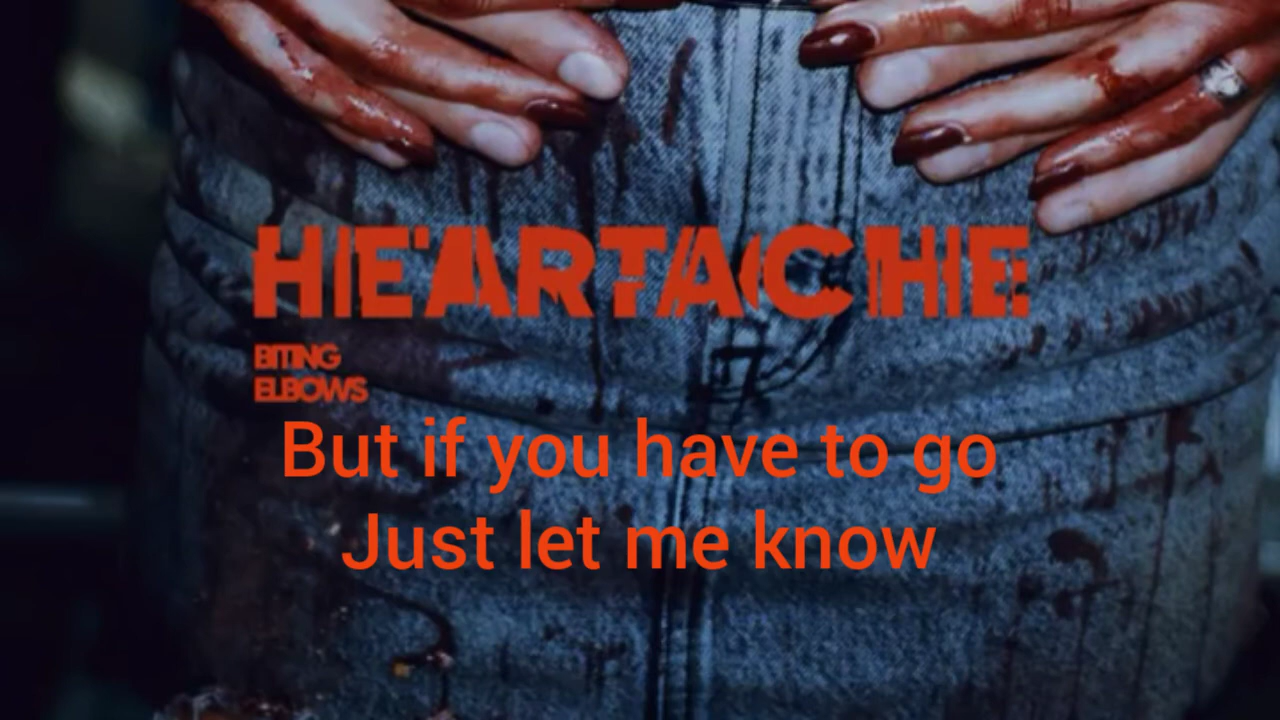 HEARTACHE
BITING
ELBOWS
But if you have to go
Just let me know